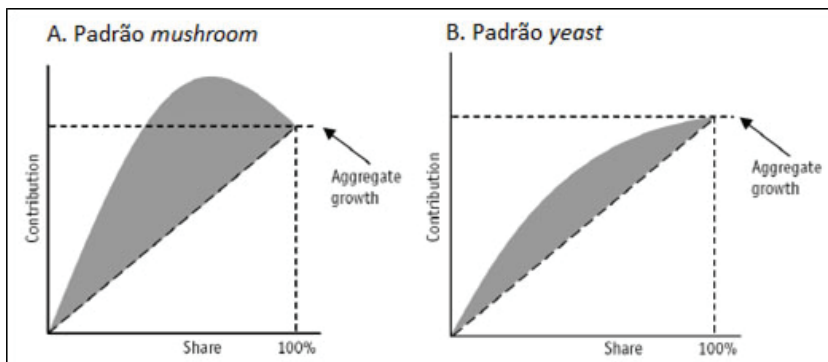 A. Padrão mushroom
Contribution
Aggregate
growth
Share
100%
B. Padrão yeast
Contribution
Aggregate
growth
Share
100%